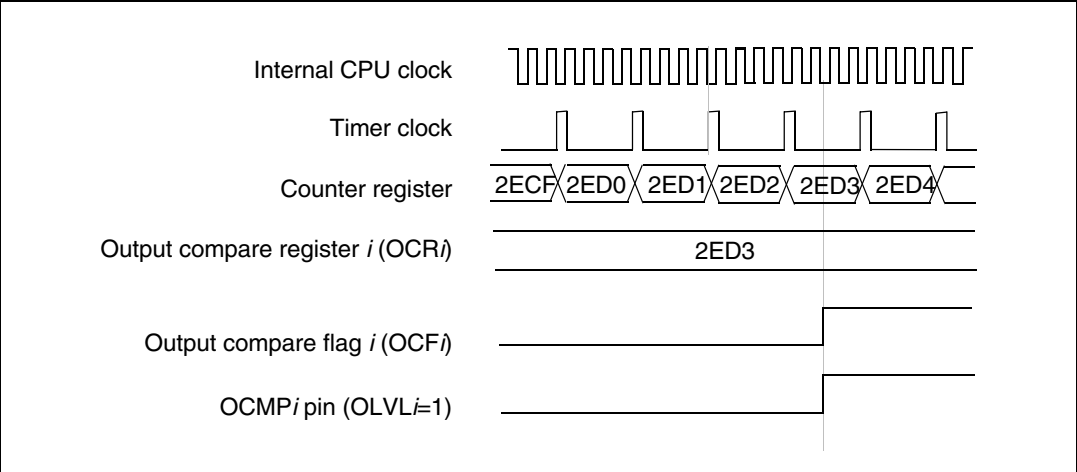 Internal CPU clock
Timer clock
Counter register
2ECF 2ED0 2ED1 2ED2 2ED3 2ED4
Output compare register i (OCRi)
2ED3
Output compare flag i (OCFi)
OCMPi pin (OLVLi=1)